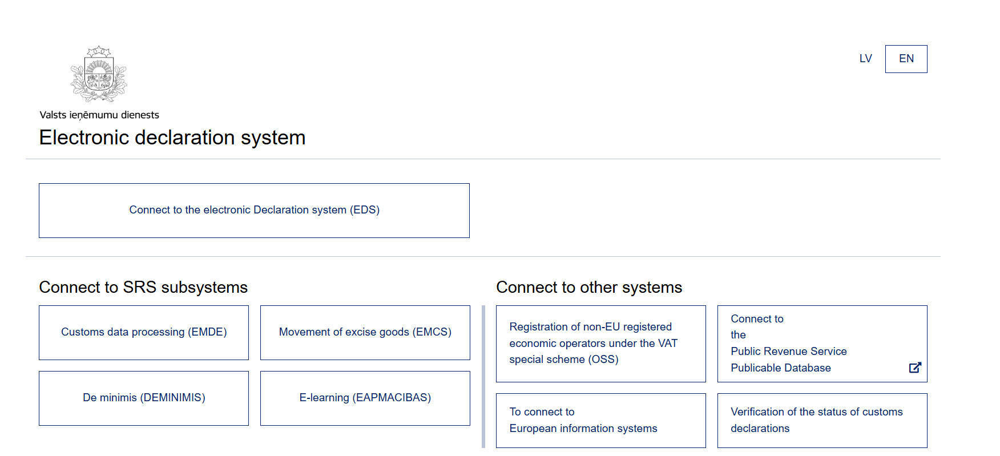 LV
EN
Valsts ieņēmumu dienests
Electronic declaration system
Connect to the electronic Declaration system (EDS)
Connect to SRS subsystems
Customs data processing (EMDE)
Movement of excise goods (EMCS)
De minimis (DEMINIMIS)
E-learning (EAPMACIBAS)
Connect to other systems
Registration of non-EU registered
economic operators under the VAT
special scheme (OSS)
Connect to
the
Public Revenue Service
Publicable Database
To connect to
European information systems
Verification of the status of customs
declarations